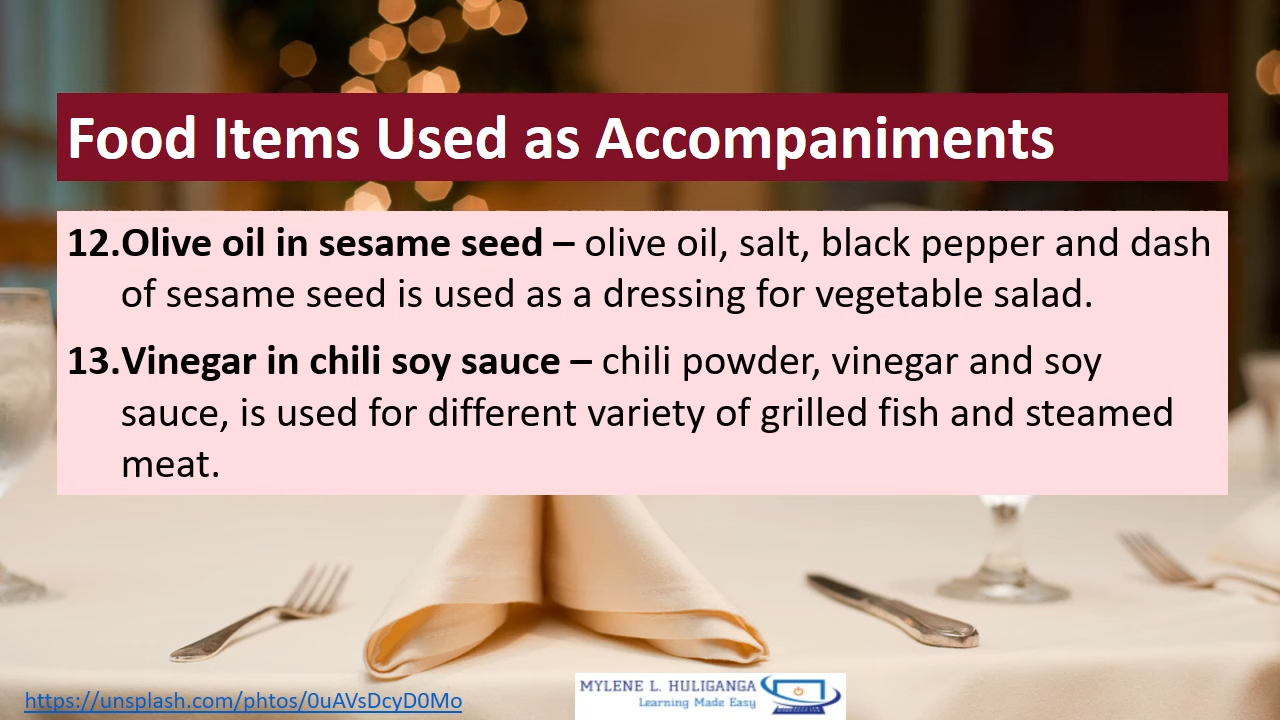 Food Items Used as Accompaniments
12.Olive oil in sesame seed – olive oil, salt, black pepper and dash
of sesame seed is used as a dressing for vegetable salad.
13.Vinegar in chili soy sauce – chili powder, vinegar and soy
sauce, is used for different variety of grilled fish and steamed
meat.
https://unsplash.com/phtos/0uAVsDcyD0Mo
MYLENE L. HULIGANGA
Learning Made Easy